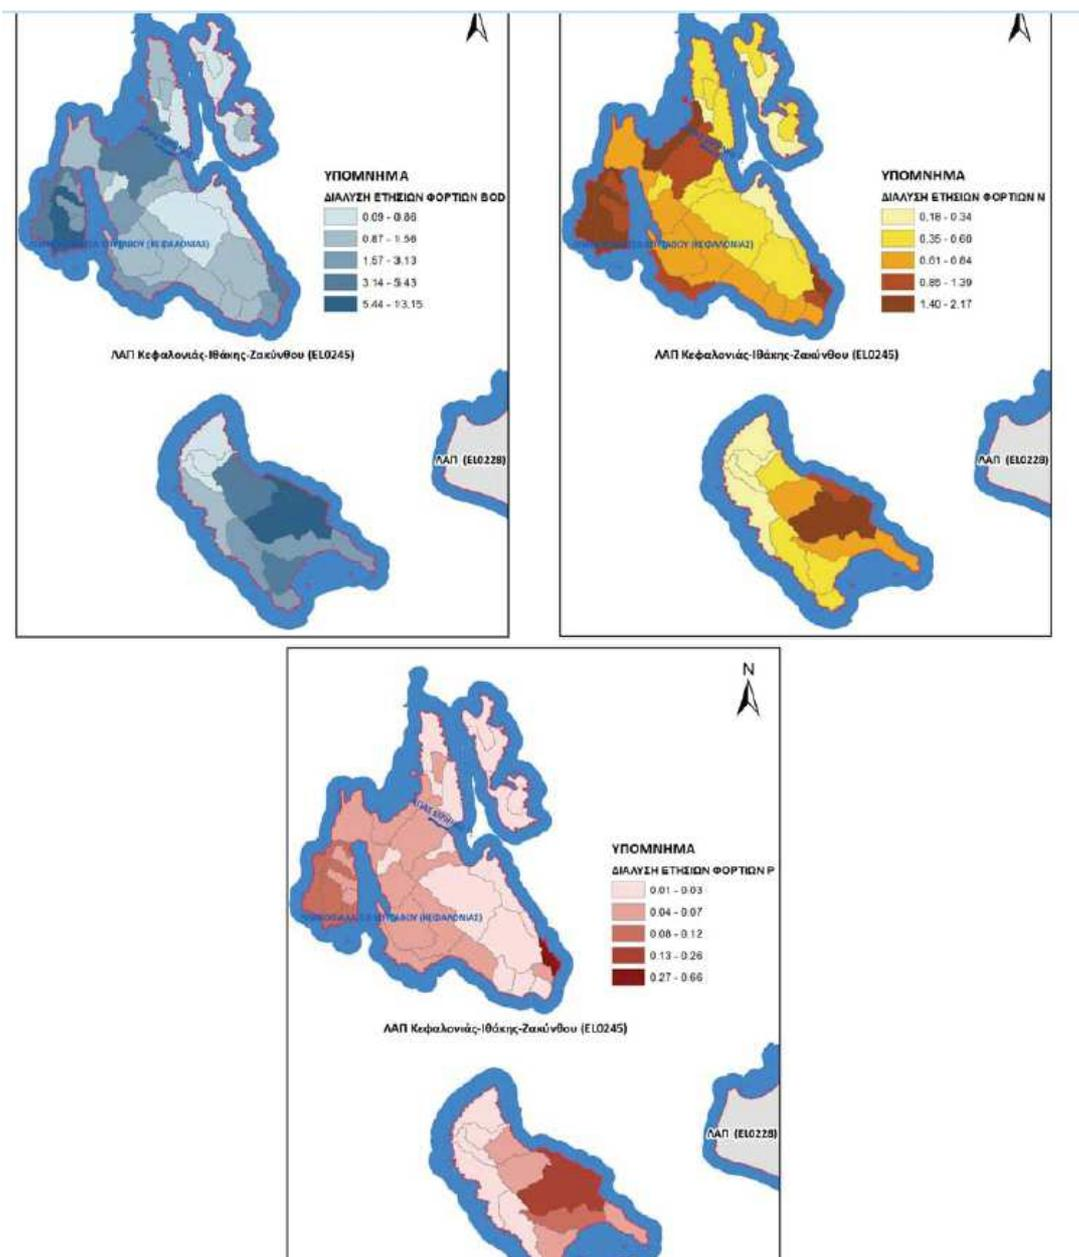 ΥΠΟΜΝΗΜΑ
ΔΙΑΛΥΣΗ ΕΤΗΣΙΩΝ ΦΟΡΤΙΩΝ BOD
0.09 - 0.86
0.87 - 1.56
1.57 - 3.13
3.14 - 5.43
5.44 - 13.15
(ΚΕΦΑΛΟΝΙΑΣ)
ΛΑΠ Κεφαλονιάς-Ιθάκης-Ζακύνθου (EL0245)
ΛΑΠ (EL0228)
ΥΠΟΜΝΗΜΑ
ΔΙΑΛΥΣΗ ΕΤΗΣΙΩΝ ΦΟΡΤΙΩΝ N
0.18 - 0.34
0.35 - 0.60
0.61 - 0.84
0.85 - 1.39
1.40 - 2.17
(ΚΕΦΑΛΟΝΙΑΣ)
ΛΑΠ Κεφαλονιάς-Ιθάκης-Ζακύνθου (EL0245)
ΛΑΠ (EL0228)
N
ΥΠΟΜΝΗΜΑ
ΔΙΑΛΥΣΗ ΕΤΗΣΙΩΝ ΦΟΡΤΙΩΝ P
0.01 - 0.03
0.04 - 0.07
0.08 - 0.12
0.13 - 0.26
0.27 - 0.66
(ΚΕΦΑΛΟΝΙΑΣ)
ΛΑΠ Κεφαλονιάς-Ιθάκης-Ζακύνθου (EL0245)
ΛΑΠ (EL0228)